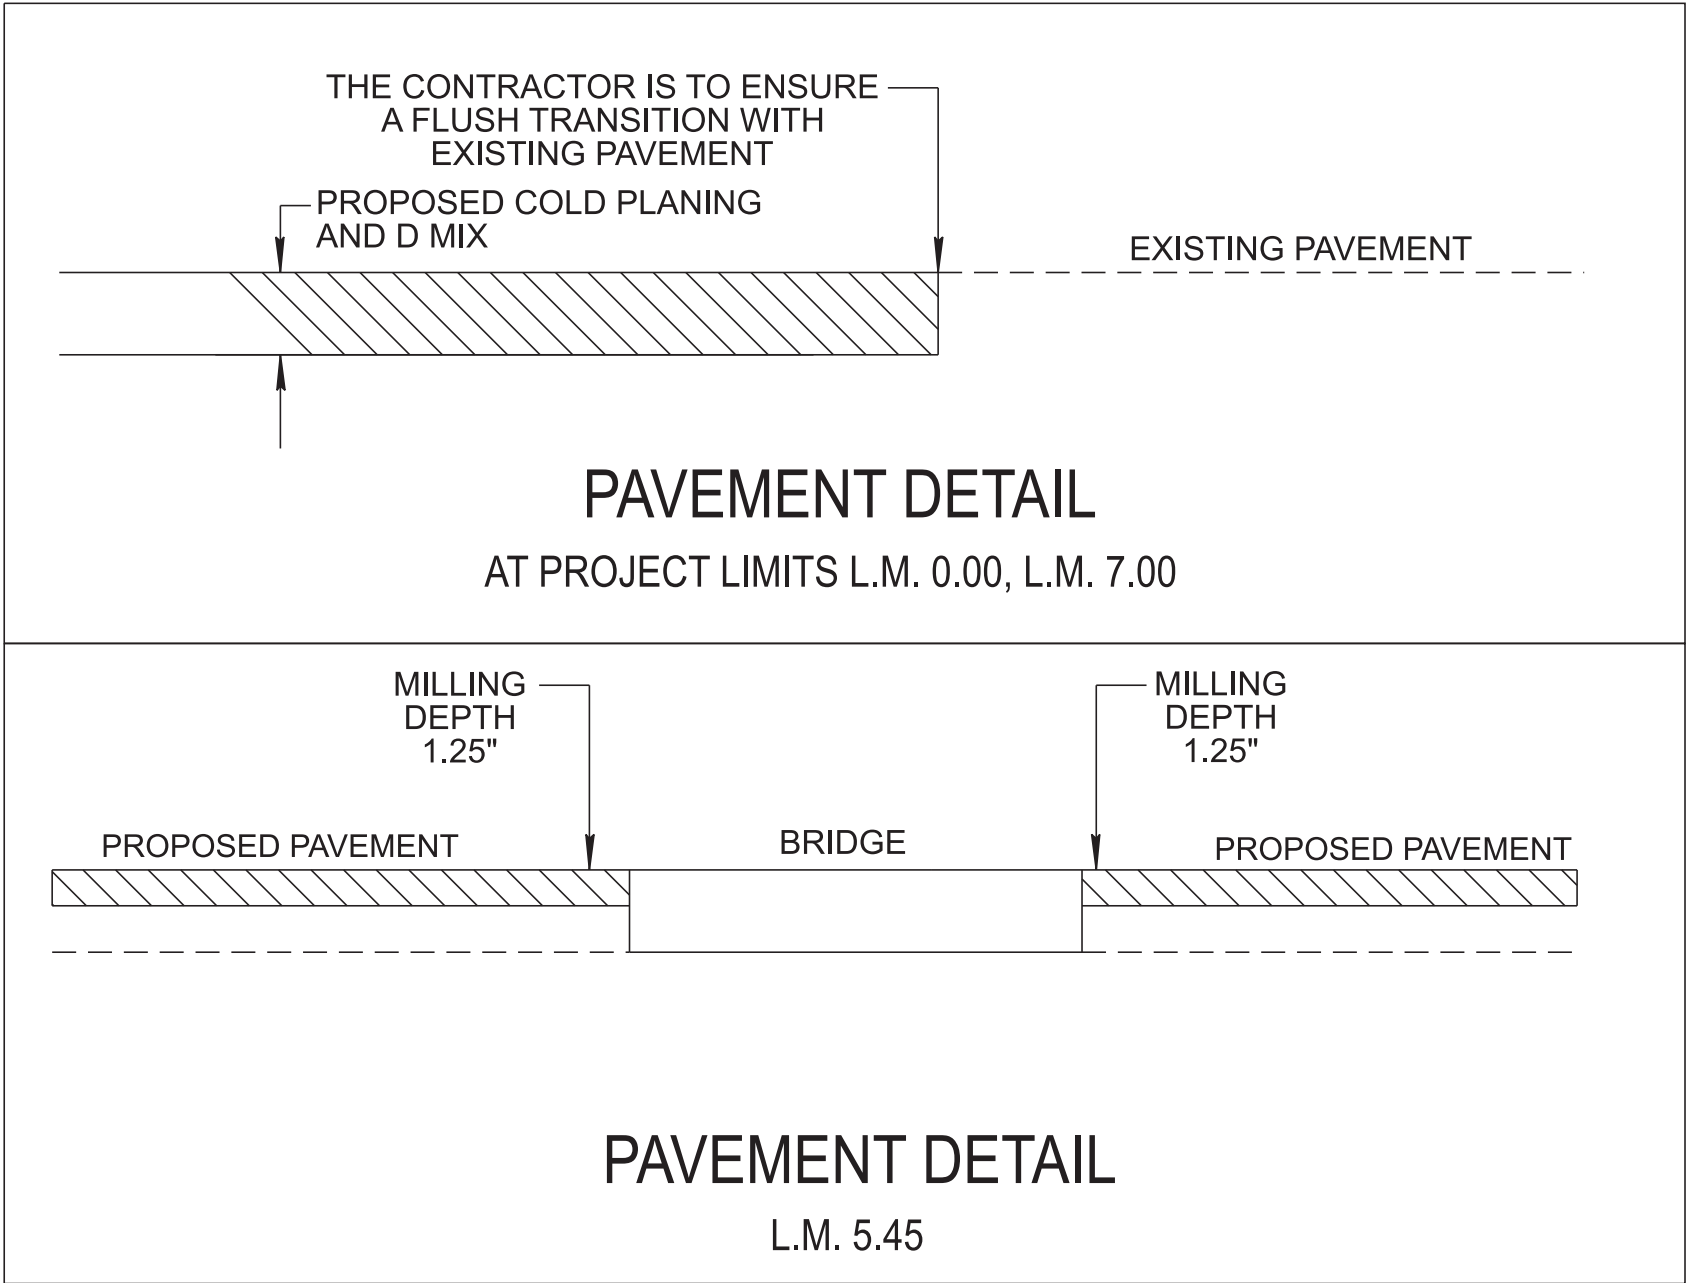 THE CONTRACTOR IS TO ENSURE
A FLUSH TRANSITION WITH
EXISTING PAVEMENT
PROPOSED COLD PLANING
AND D MIX
EXISTING PAVEMENT
PAVEMENT DETAIL
AT PROJECT LIMITS L.M. 0.00, L.M. 7.00
MILLING
DEPTH
1.25"
MILLING
DEPTH
1.25"
PROPOSED PAVEMENT
BRIDGE
PROPOSED PAVEMENT
PAVEMENT DETAIL
L.M. 5.45